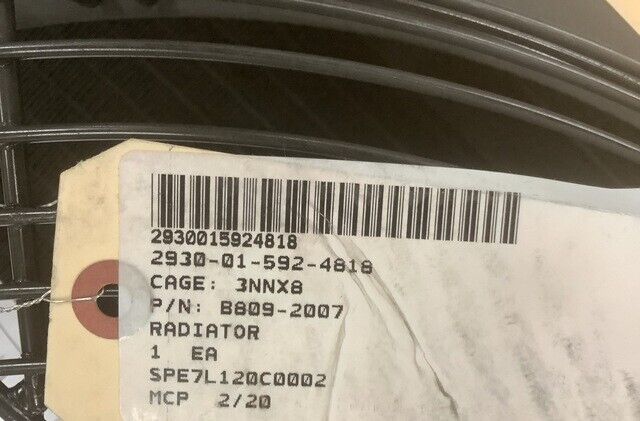 2930015924818
2930-01-592-4818
CAGE: 3NNX8
P/N: B809-2007
RADIATOR
1 EA
SPE7L120C0002
MCP 2/20